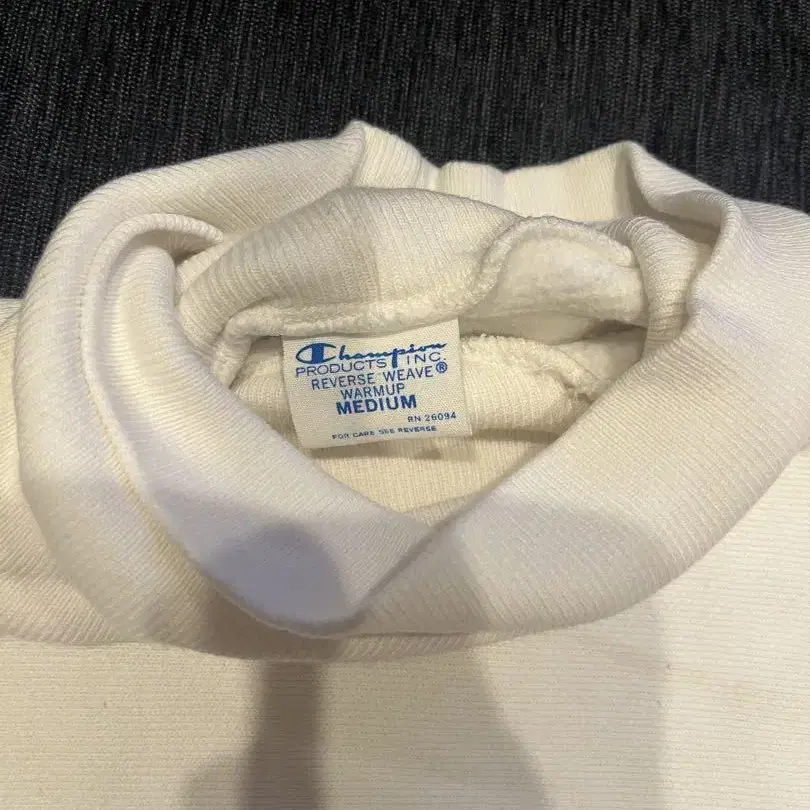 Champion
PRODUCTS INC.
REVERSE WEAVE®
WARMUP
MEDIUM
RN 26094
FOR CARE SEE REVERSE